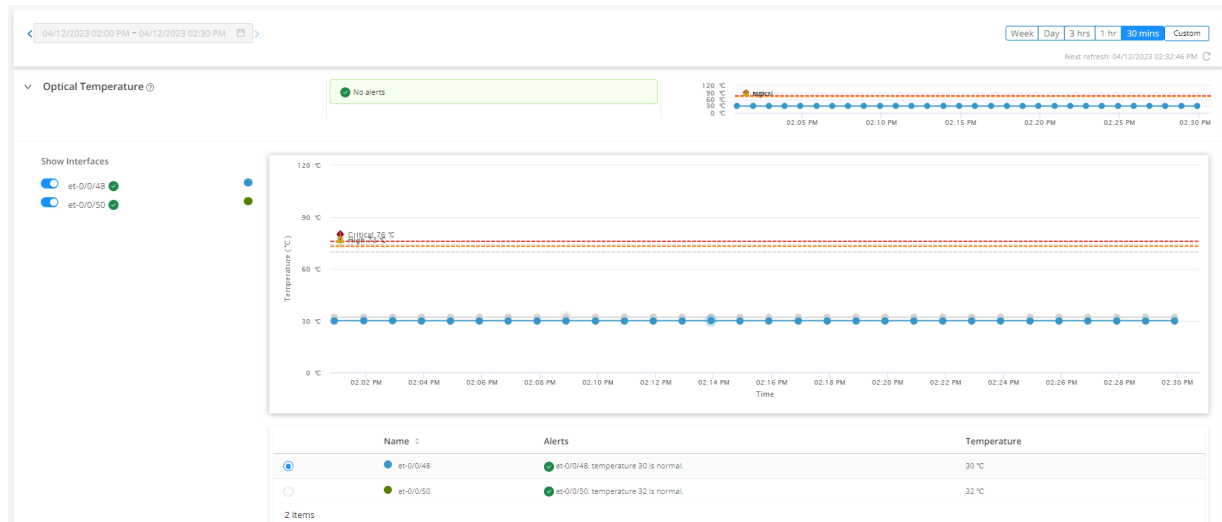 04/12/2023 02:00 PM – 04/12/2023 02:30 PM
Week Day 3 hrs 1 hr 30 mins Custom
Next refresh: 04/12/2023 02:32:46 PM
Optical Temperature
No alerts
120 ℃
90 ℃
60 ℃
30 ℃
0 ℃
02:05 PM 02:10 PM 02:15 PM 02:20 PM 02:25 PM 02:30 PM
Show Interfaces
et-0/0/48
et-0/0/50
120 ℃
90 ℃
Critical 76 ℃
High 73 ℃
60 ℃
30 ℃
0 ℃
Temperature (℃)
02:02 PM 02:04 PM 02:06 PM 02:08 PM 02:10 PM 02:12 PM 02:14 PM 02:16 PM 02:18 PM 02:20 PM 02:22 PM 02:24 PM 02:26 PM 02:28 PM 02:30 PM
Time
Name Alerts Temperature
et-0/0/48 et-0/0/48, temperature 30 is normal. 30 ℃
et-0/0/50 et-0/0/50, temperature 32 is normal. 32 ℃
2 items